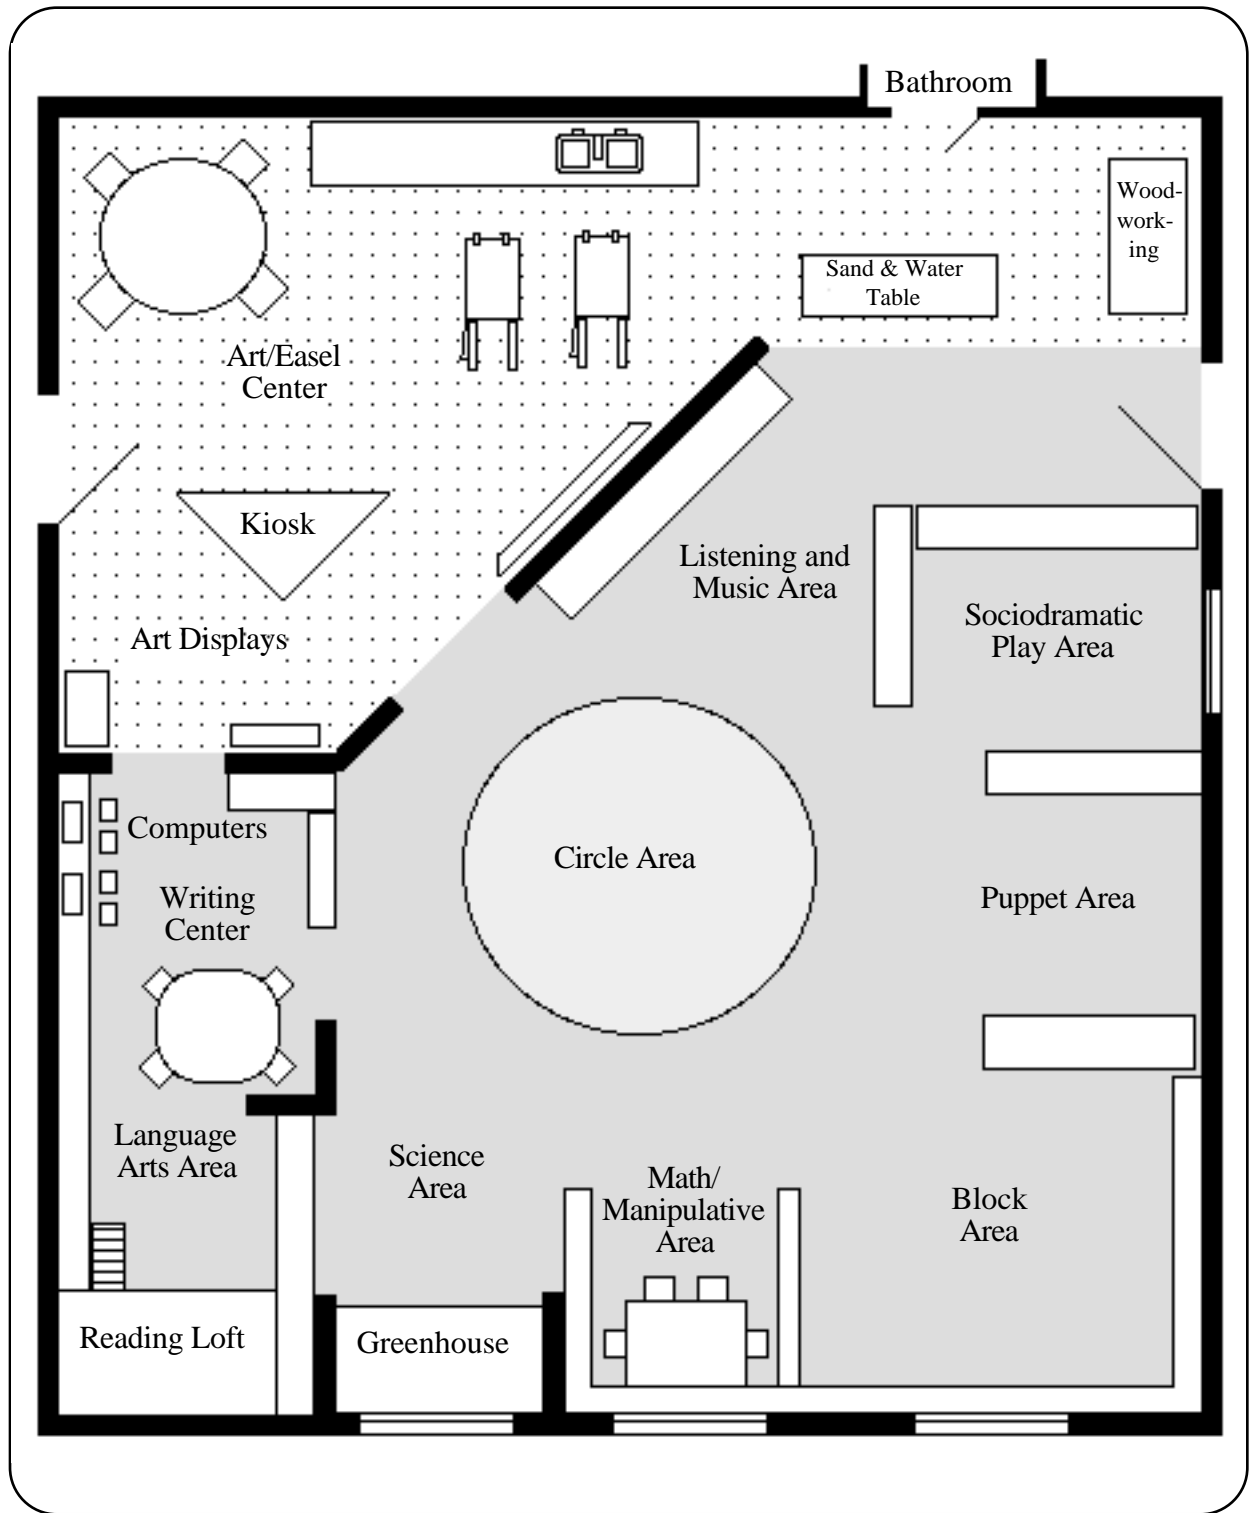 Bathroom
Wood-
work-
ing
Sand & Water
Table
Art/Easel
Center
Kiosk
Listening and
Music Area
Sociodramatic
Play Area
Art Displays
Computers
Circle Area
Writing
Center
Puppet Area
Language
Arts Area
Science
Area
Math/
Manipulative
Area
Block
Area
Reading Loft
Greenhouse